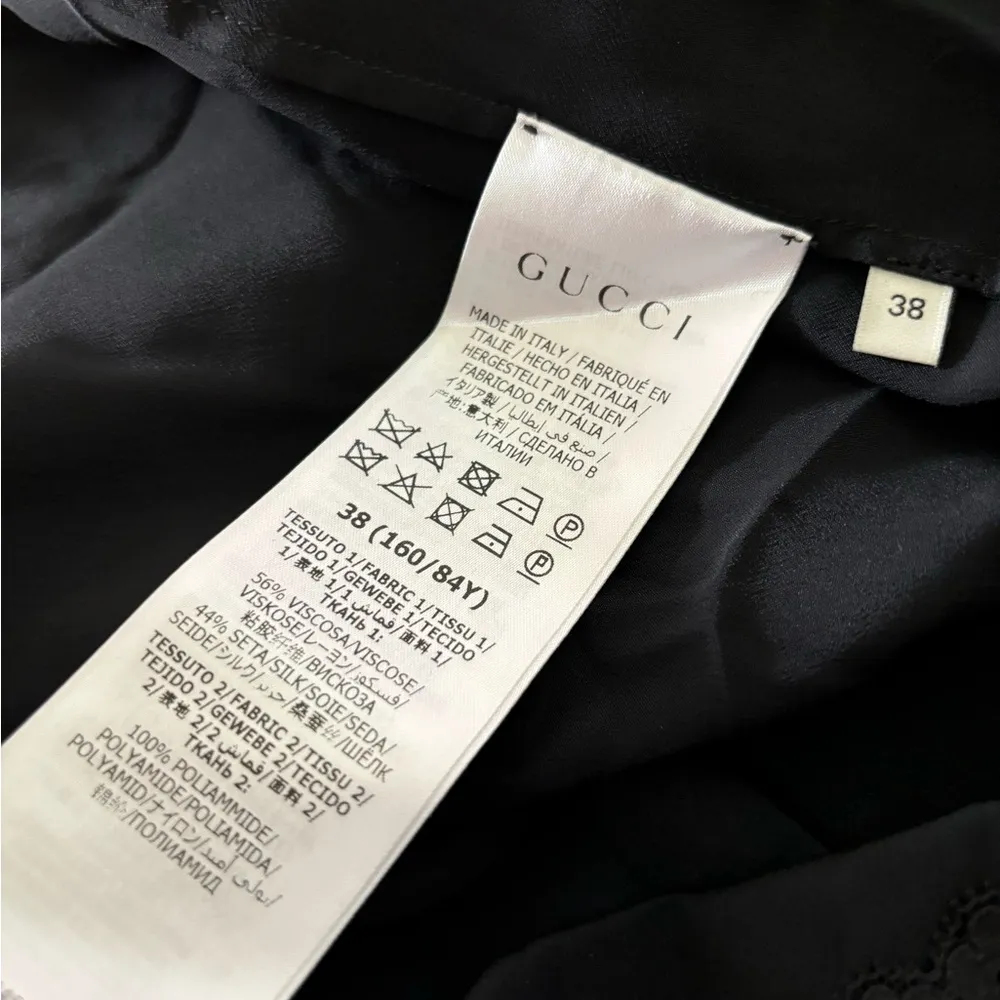 GUCCI
MADE IN ITALY / FABRIQUÉ EN
ITALIE / HECHO EN ITALIA /
HERGESTELLT IN ITALIEN /
FABRICADO EM ITÁLIA /
イタリア製 / صنع في ايطاليا /
产地: 意大利 / СДЕЛАНО В
ИТАЛИИ
P
P
38 (160/84Y)
TESSUTO 1/FABRIC 1/TISSU 1/
TEJIDO 1/GEWEBE 1/TECIDO
1/表地 1/1 قماش/面料 1/
ТКАНЬ 1:
56% VISCOSA/VISCOSE/
VISKOSE/レーヨン/فسكوز/
粘胶纤维/ВИСКОЗА
44% SETA/SILK/SOIE/SEDA/
SEIDE/シルク/حرير/桑蚕丝/ШЁЛК
TESSUTO 2/FABRIC 2/TISSU 2/
TEJIDO 2/GEWEBE 2/TECIDO
2/表地 2/2 قماش/面料 2/
ТКАНЬ 2:
100% POLIAMMIDE/
POLYAMIDE/POLIAMIDA/
POLYAMID/ナイロン/بولي أميد/
锦纶/ПОЛИАМИД
38